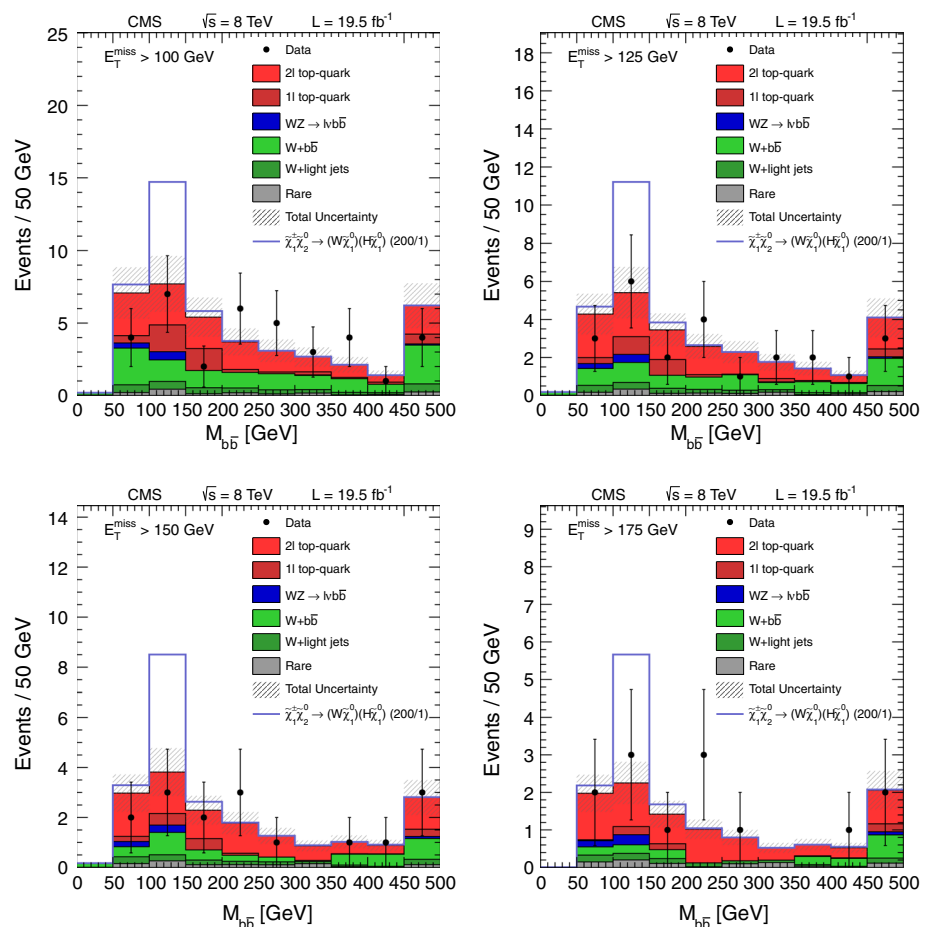 CMS √s = 8 TeV L = 19.5 fb⁻¹
E_T^miss > 100 GeV
Data
2l top-quark
1l top-quark
WZ → lνbb̄
W+bb̄
W+light jets
Rare
Total Uncertainty
χ̃₁±χ̃₂⁰ → (Wχ̃₁⁰)(Hχ̃₁⁰) (200/1)
Events / 50 GeV
25
20
15
10
5
0
0 50 100 150 200 250 300 350 400 450 500
M_bb̄ [GeV]
CMS √s = 8 TeV L = 19.5 fb⁻¹
E_T^miss > 125 GeV
Data
2l top-quark
1l top-quark
WZ → lνbb̄
W+bb̄
W+light jets
Rare
Total Uncertainty
χ̃₁±χ̃₂⁰ → (Wχ̃₁⁰)(Hχ̃₁⁰) (200/1)
Events / 50 GeV
18
16
14
12
10
8
6
4
2
0
0 50 100 150 200 250 300 350 400 450 500
M_bb̄ [GeV]
CMS √s = 8 TeV L = 19.5 fb⁻¹
E_T^miss > 150 GeV
Data
2l top-quark
1l top-quark
WZ → lνbb̄
W+bb̄
W+light jets
Rare
Total Uncertainty
χ̃₁±χ̃₂⁰ → (Wχ̃₁⁰)(Hχ̃₁⁰) (200/1)
Events / 50 GeV
14
12
10
8
6
4
2
0
0 50 100 150 200 250 300 350 400 450 500
M_bb̄ [GeV]
CMS √s = 8 TeV L = 19.5 fb⁻¹
E_T^miss > 175 GeV
Data
2l top-quark
1l top-quark
WZ → lνbb̄
W+bb̄
W+light jets
Rare
Total Uncertainty
χ̃₁±χ̃₂⁰ → (Wχ̃₁⁰)(Hχ̃₁⁰) (200/1)
Events / 50 GeV
9
8
7
6
5
4
3
2
1
0
0 50 100 150 200 250 300 350 400 450 500
M_bb̄ [GeV]